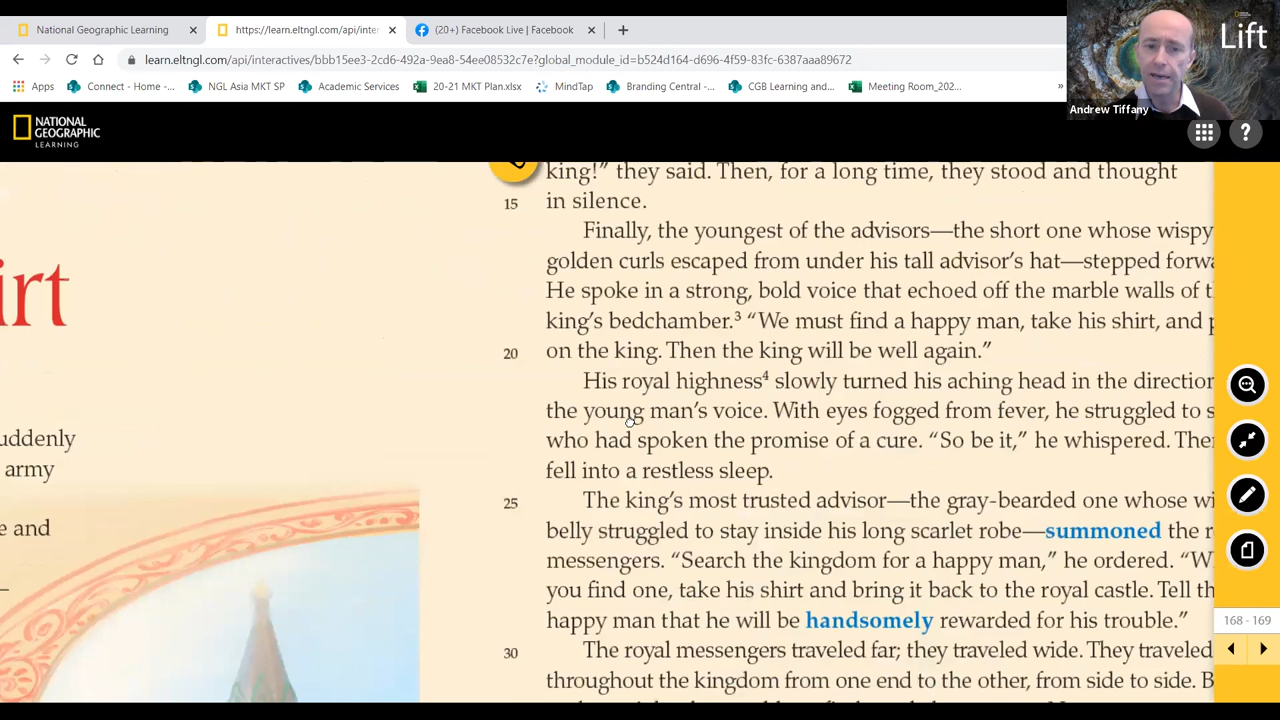 National Geographic Learning
https://learn.eltngl.com/api/inter
(20+) Facebook Live | Facebook
learn.eltngl.com/api/interactives/bbb15ee3-2cd6-492a-9ea8-54ee08532c7e?global_module_id=b524d164-d696-4f59-83fc-6387aaa89672
Apps
Connect - Home -...
NGL Asia MKT SP
Academic Services
20-21 MKT Plan.xlsx
MindTap
Branding Central -...
CGB Learning and...
Meeting Room_202...
»
Lift
Andrew Tiffany
NATIONAL
GEOGRAPHIC
LEARNING
?
irt
uddenly
army
e and
–
king!” they said. Then, for a long time, they stood and thought
15 in silence.
Finally, the youngest of the advisors—the short one whose wispy
golden curls escaped from under his tall advisor’s hat—stepped forwa
He spoke in a strong, bold voice that echoed off the marble walls of t
king’s bedchamber.³ “We must find a happy man, take his shirt, and p
20 on the king. Then the king will be well again.”
His royal highness⁴ slowly turned his aching head in the direction
the young man’s voice. With eyes fogged from fever, he struggled to s
who had spoken the promise of a cure. “So be it,” he whispered. Then
fell into a restless sleep.
25 The king’s most trusted advisor—the gray-bearded one whose wi
belly struggled to stay inside his long scarlet robe—summoned the r
messengers. “Search the kingdom for a happy man,” he ordered. “W
you find one, take his shirt and bring it back to the royal castle. Tell th
happy man that he will be handsomely rewarded for his trouble.”
30 The royal messengers traveled far; they traveled wide. They traveled
throughout the kingdom from one end to the other, from side to side. B
168 - 169